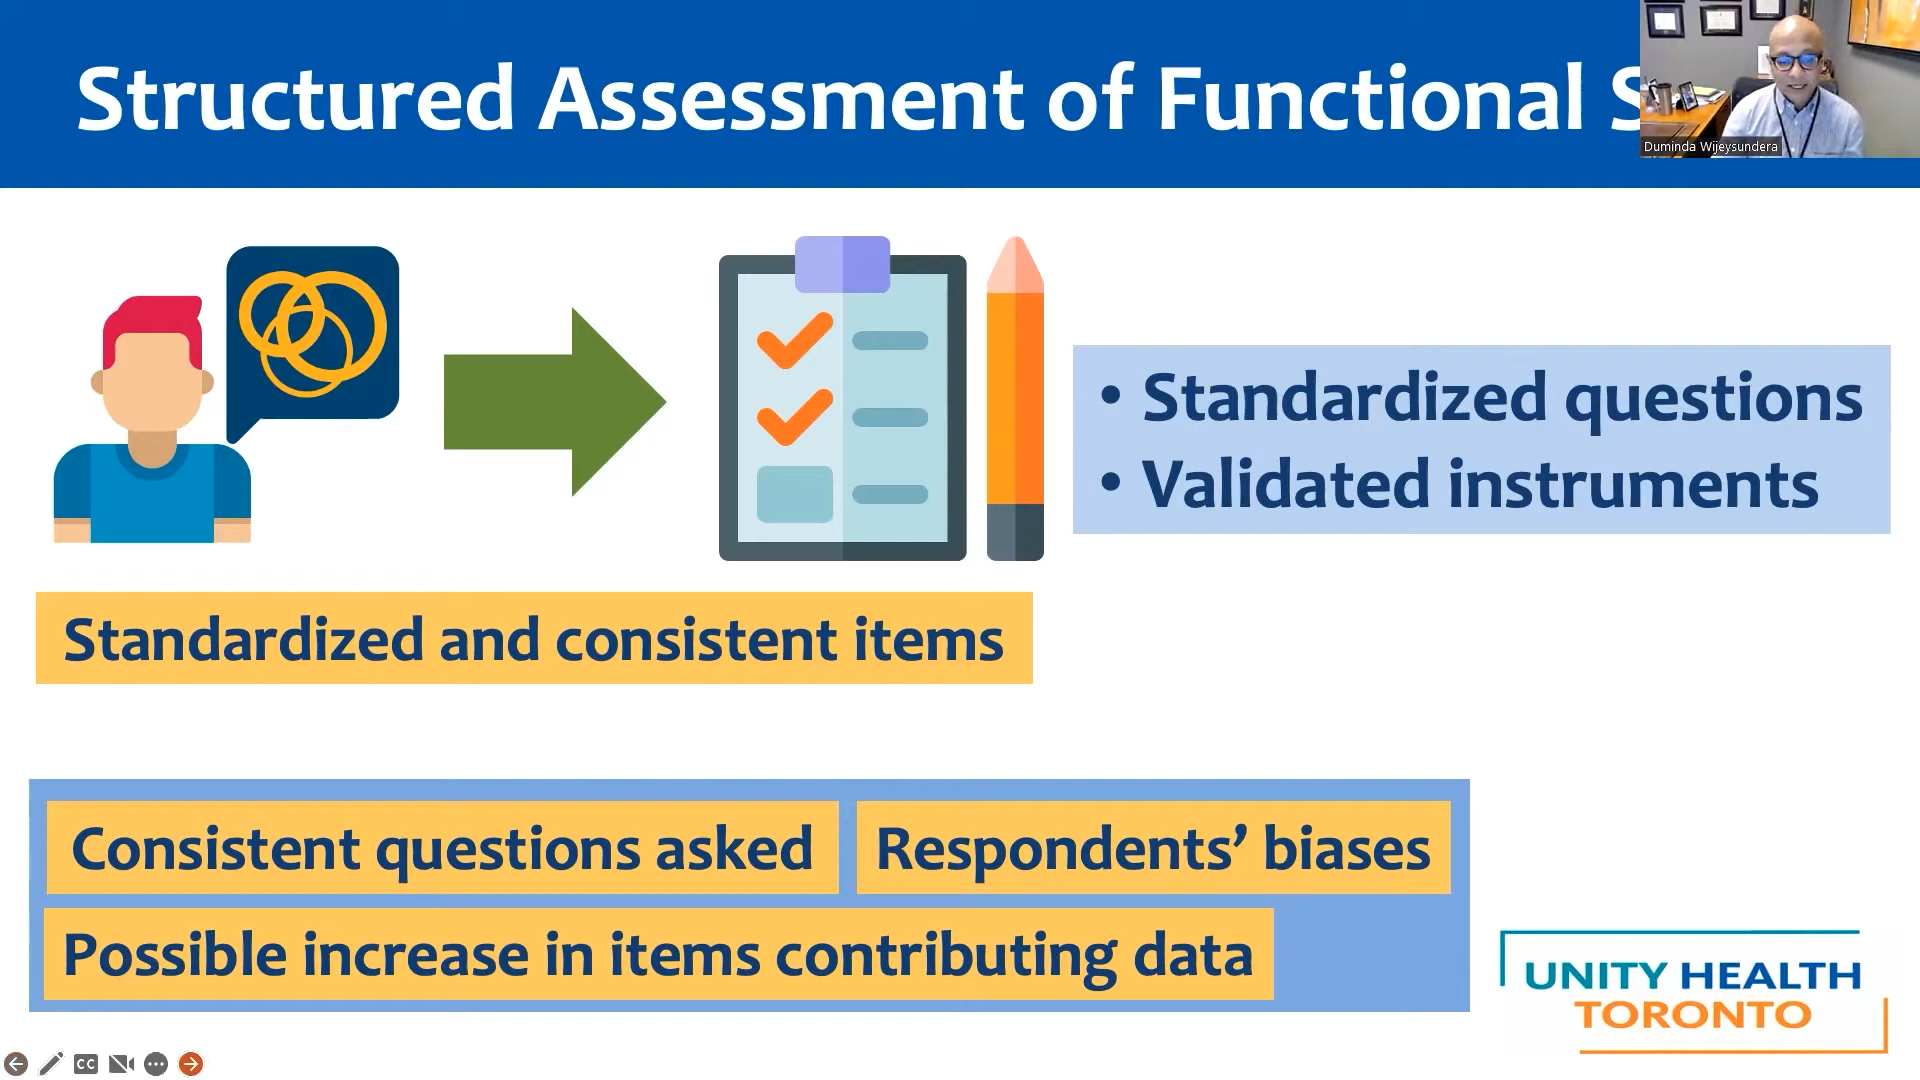 Structured Assessment of Functional S
Duminda Wijeysundera
• Standardized questions
• Validated instruments
Standardized and consistent items
Consistent questions asked
Respondents’ biases
Possible increase in items contributing data
UNITY HEALTH
TORONTO
CC